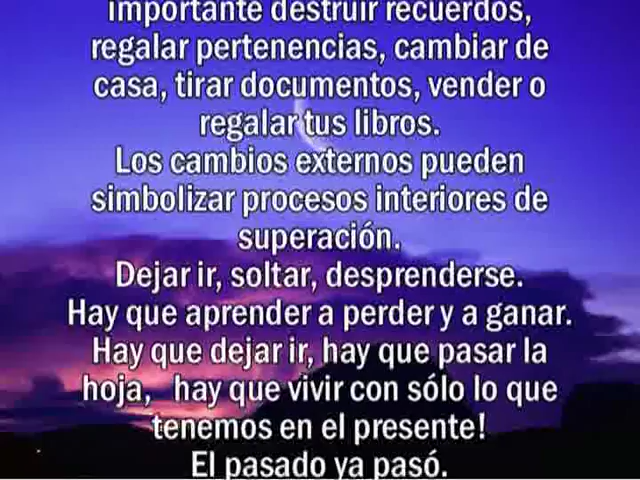 importante destruir recuerdos,
regalar pertenencias, cambiar de
casa, tirar documentos, vender o
regalar tus libros.
Los cambios externos pueden
simbolizar procesos interiores de
superación.
Dejar ir, soltar, desprenderse.
Hay que aprender a perder y a ganar.
Hay que dejar ir, hay que pasar la
hoja, hay que vivir con sólo lo que
tenemos en el presente!
El pasado ya pasó.